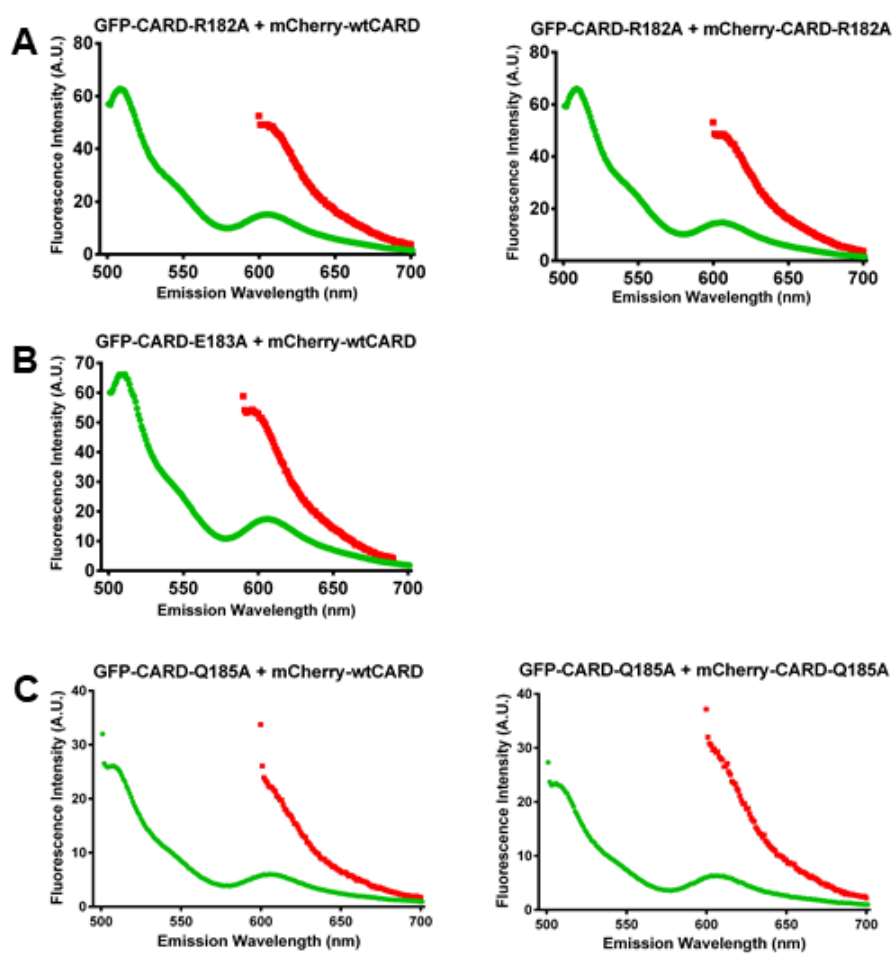 A
GFP-CARD-R182A + mCherry-wtCARD
Fluorescence Intensity (A.U.)
80
60
40
20
0
500 550 600 650 700
Emission Wavelength (nm)
GFP-CARD-R182A + mCherry-CARD-R182A
Fluorescence Intensity (A.U.)
80
60
40
20
0
500 550 600 650 700
Emission Wavelength (nm)
B
GFP-CARD-E183A + mCherry-wtCARD
Fluorescence Intensity (A.U.)
70
60
50
40
30
20
10
0
500 550 600 650 700
Emission Wavelength (nm)
C
GFP-CARD-Q185A + mCherry-wtCARD
Fluorescence Intensity (A.U.)
40
30
20
10
0
500 550 600 650 700
Emission Wavelength (nm)
GFP-CARD-Q185A + mCherry-CARD-Q185A
Fluorescence Intensity (A.U.)
40
30
20
10
0
500 550 600 650 700
Emission Wavelength (nm)